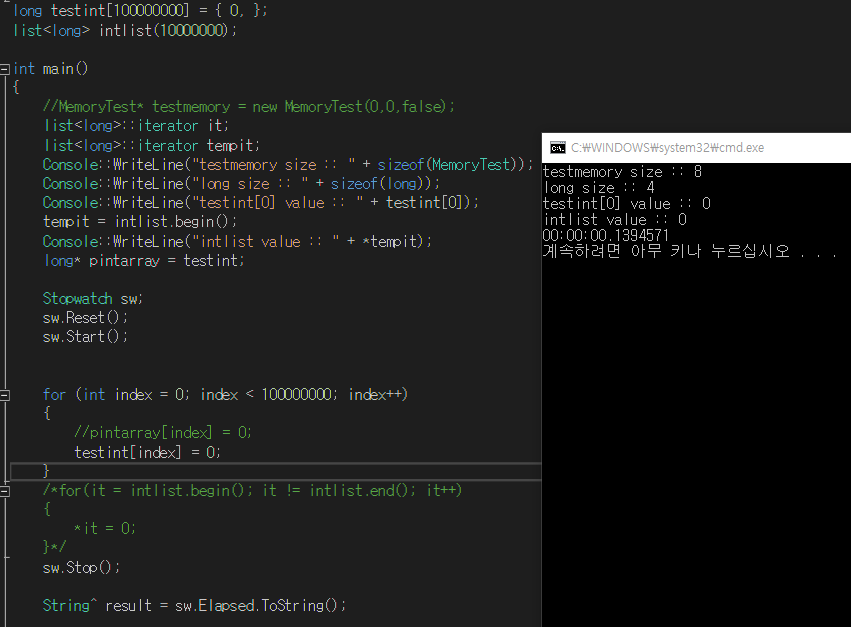 long testint[100000000] = { 0, };
list<long> intlist(10000000);
int main()
{
//MemoryTest* testmemory = new MemoryTest(0,0,false);
list<long>::iterator it;
list<long>::iterator tempit;
Console::WriteLine("testmemory size :: " + sizeof(MemoryTest));
Console::WriteLine("long size :: " + sizeof(long));
Console::WriteLine("testint[0] value :: " + testint[0]);
tempit = intlist.begin();
Console::WriteLine("intlist value :: " + *tempit);
long* pintarray = testint;
Stopwatch sw;
sw.Reset();
sw.Start();
for (int index = 0; index < 100000000; index++)
{
//pintarray[index] = 0;
testint[index] = 0;
}
/*for(it = intlist.begin(); it != intlist.end(); it++)
{
*it = 0;
}*/
sw.Stop();
String^ result = sw.Elapsed.ToString();
C:₩WINDOWS₩system32₩cmd.exe
testmemory size :: 8
long size :: 4
testint[0] value :: 0
intlist value :: 0
00:00:00.1394571
계속하려면 아무 키나 누르십시오 . . .